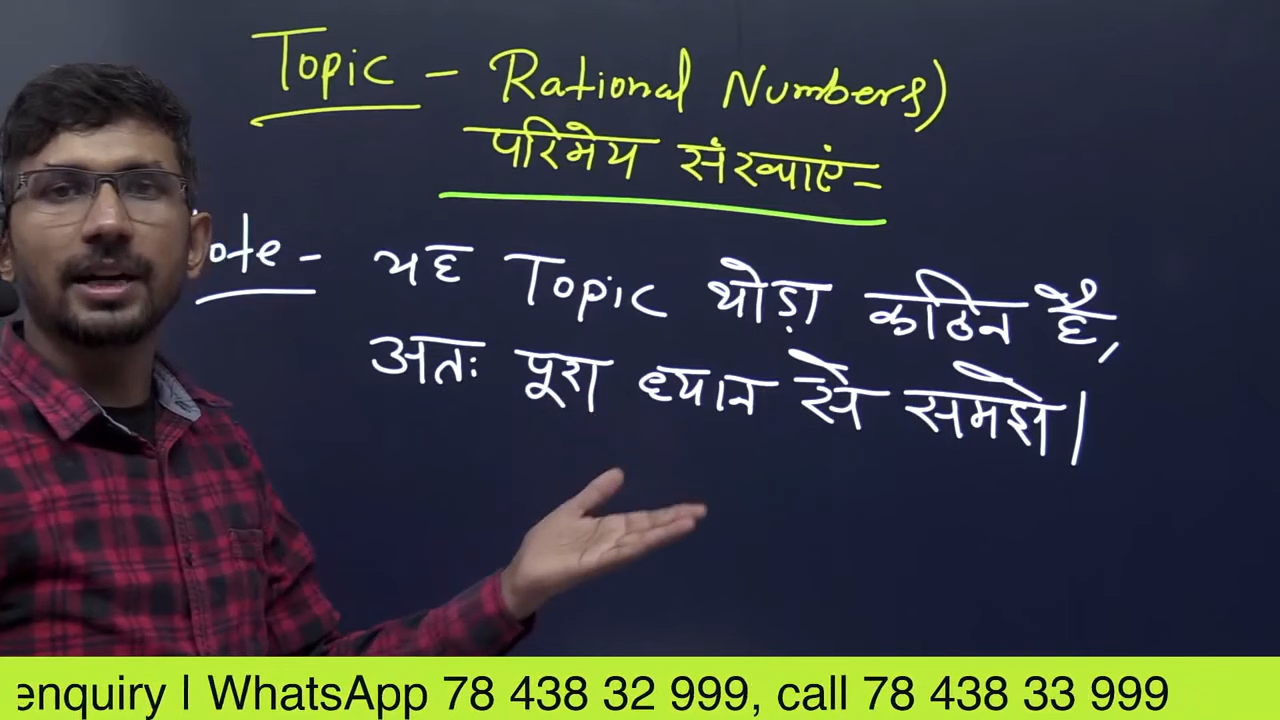 Topic - Rational Numbers)
परिमेय संख्याएं=
ote - यह Topic थोड़ा कठिन है,
अतः पूरा ध्यान से समझे।
enquiry I WhatsApp 78 438 32 999, call 78 438 33 999